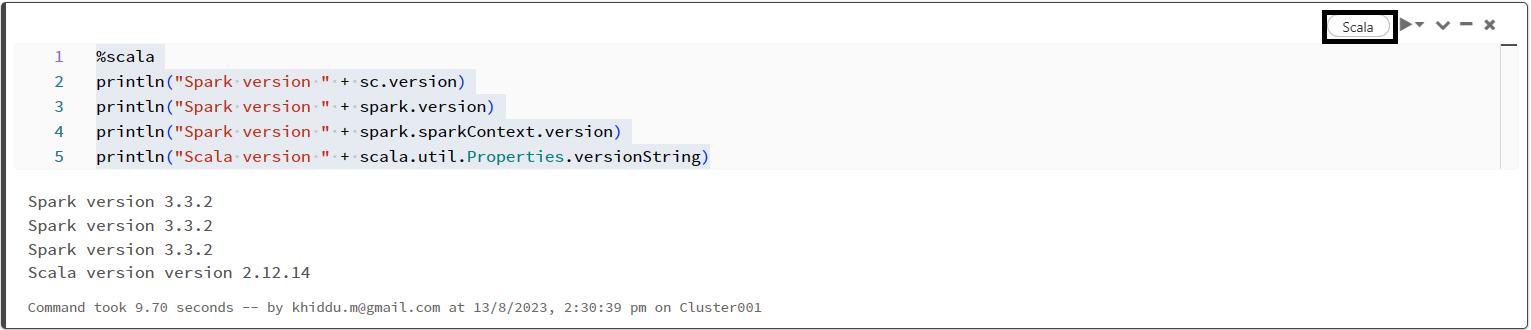 Scala
1 %scala
2 println("Spark version " + sc.version)
3 println("Spark version " + spark.version)
4 println("Spark version " + spark.sparkContext.version)
5 println("Scala version " + scala.util.Properties.versionString)
Spark version 3.3.2
Spark version 3.3.2
Spark version 3.3.2
Scala version version 2.12.14
Command took 9.70 seconds -- by khiddu.m@gmail.com at 13/8/2023, 2:30:39 pm on Cluster001